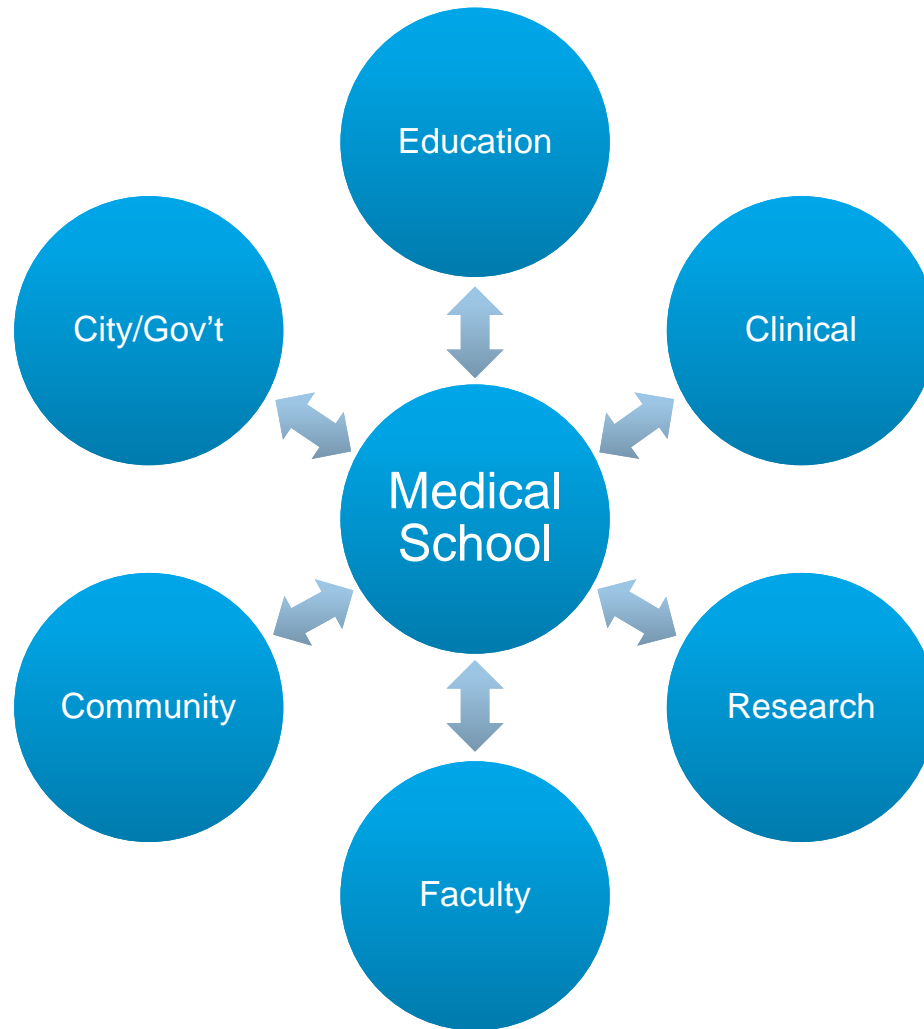 Education
City/Gov’t
Clinical
Medical
School
Community
Research
Faculty